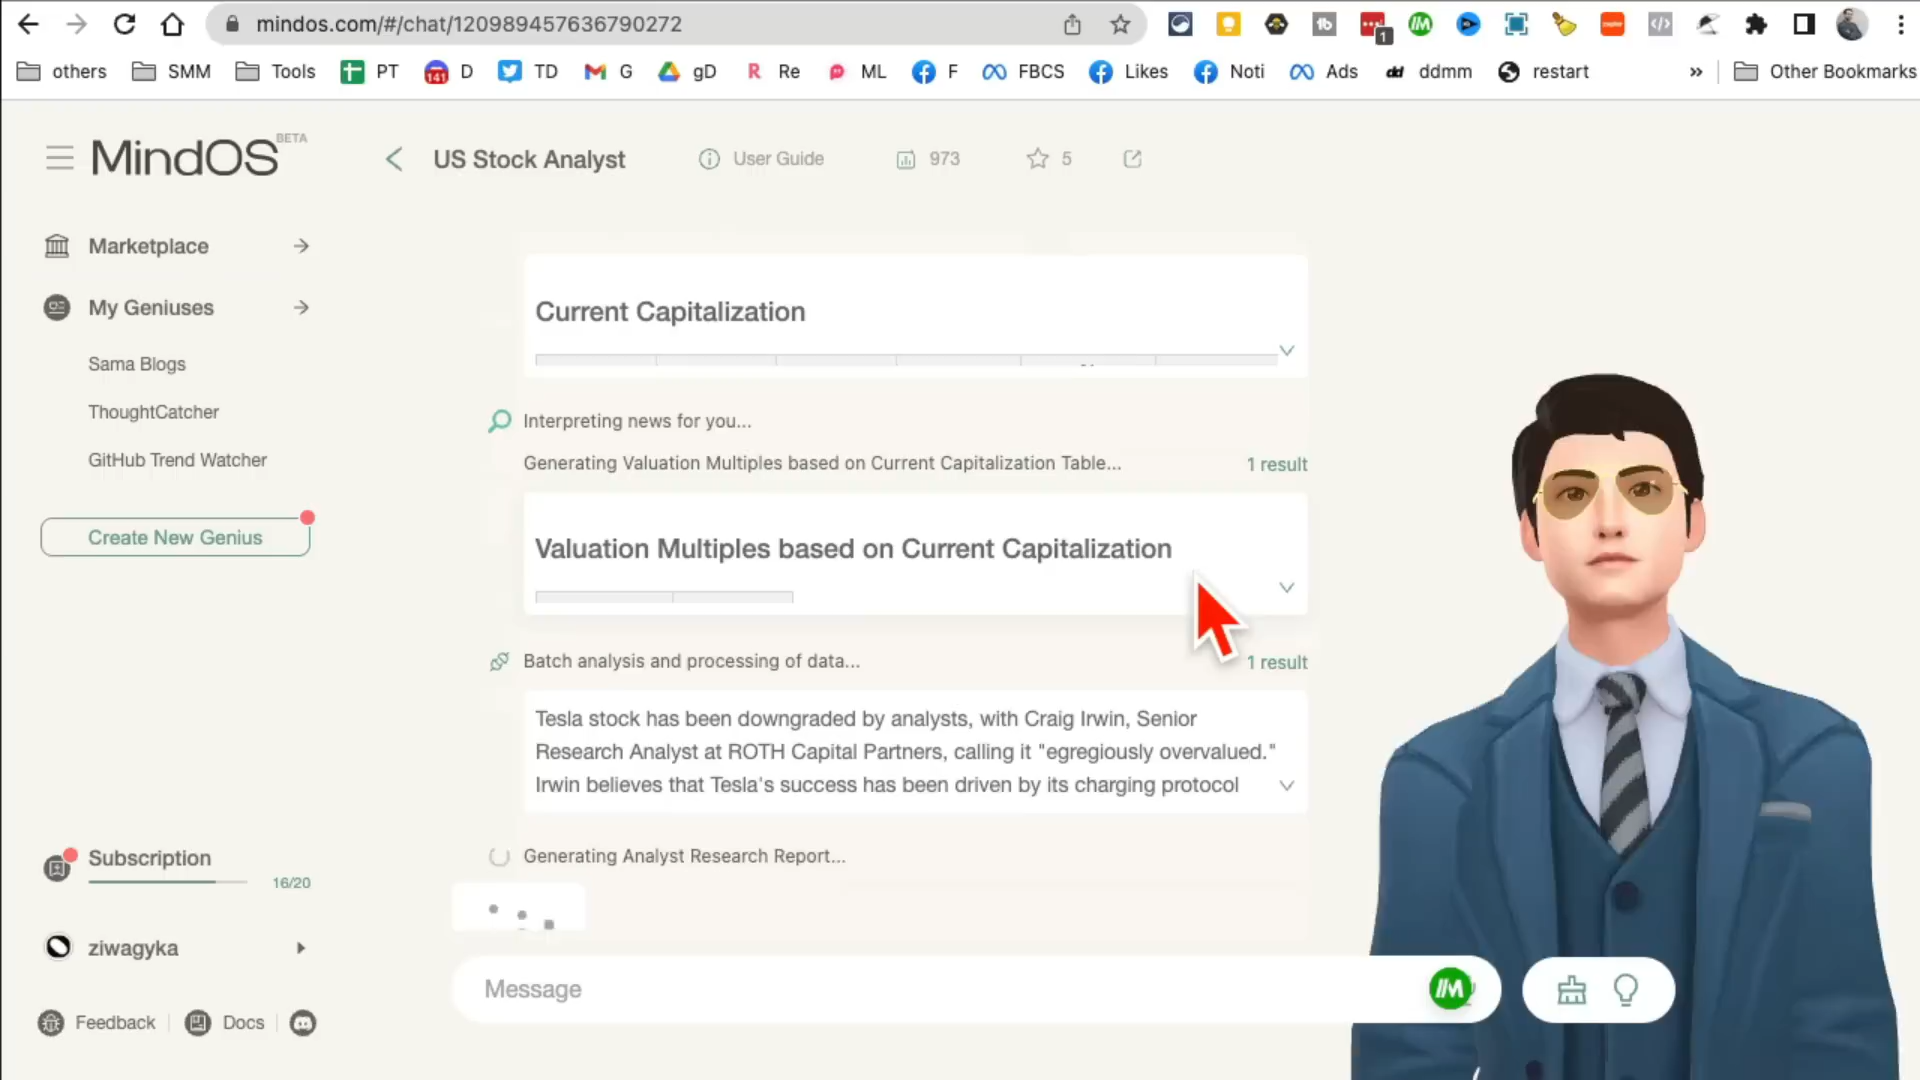 mindos.com/#/chat/120989457636790272
1
others
SMM
Tools
PT
141
D
TD
G
gD
R
Re
ML
F
FBCS
Likes
Noti
Ads
dd
ddmm
restart
»
Other Bookmarks
MindOS BETA
US Stock Analyst
User Guide
973
5
Marketplace
My Geniuses
Sama Blogs
ThoughtCatcher
GitHub Trend Watcher
Create New Genius
Current Capitalization
Interpreting news for you...
Generating Valuation Multiples based on Current Capitalization Table...
1 result
Valuation Multiples based on Current Capitalization
Batch analysis and processing of data...
1 result
Tesla stock has been downgraded by analysts, with Craig Irwin, Senior
Research Analyst at ROTH Capital Partners, calling it "egregiously overvalued."
Irwin believes that Tesla's success has been driven by its charging protocol
Generating Analyst Research Report...
Subscription
16/20
ziwagyka
Message
Feedback
Docs